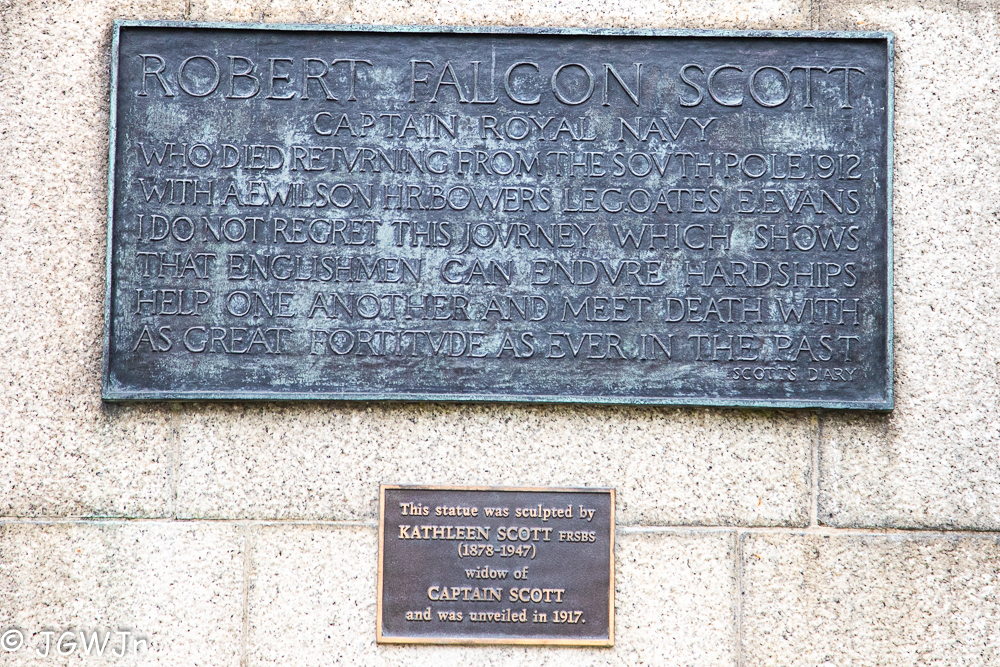 ROBERT FALCON SCOTT
CAPTAIN ROYAL NAVY
WHO DIED RETVRNING FROM THE SOVTH POLE 1912
WITH A.E.WILSON H.R.BOWERS L.E.G.OATES E.EVANS
I DO NOT REGRET THIS JOVRNEY WHICH SHOWS
THAT ENGLISHMEN CAN ENDVRE HARDSHIPS
HELP ONE ANOTHER AND MEET DEATH WITH
AS GREAT FORTITVDE AS EVER IN THE PAST
SCOTT'S DIARY
This statue was sculpted by
KATHLEEN SCOTT FRSBS
(1878-1947)
widow of
CAPTAIN SCOTT
and was unveiled in 1917.
© JGWJr